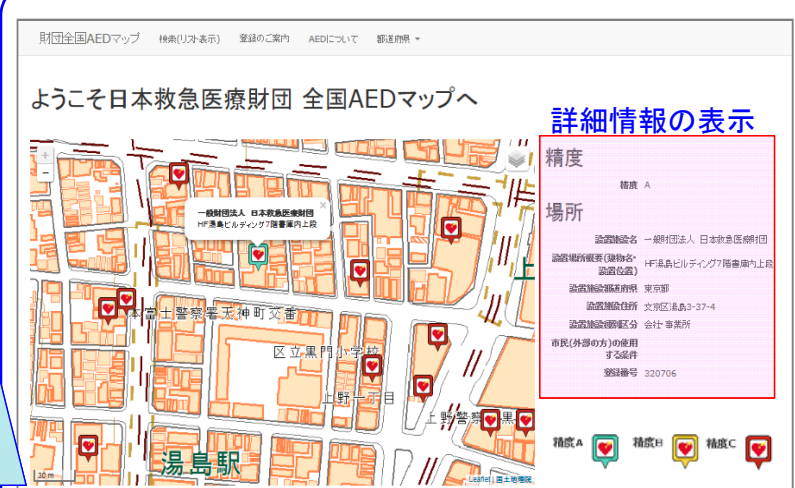 財団全国AEDマップ 検索(リスト表示) 登録のご案内 AEDについて 都道府県
ようこそ日本救急医療財団 全国AEDマップへ
詳細情報の表示
+
-
一般財団法人 日本救急医療財団
HF湯島ビルディング7階書庫内上段
×
本富士警察署天神町交番
区立黒門小学校
上野一丁目
上野警察
黒
上
湯島駅
30 m
Leaflet | 国土地理院
精度
精度 A
場所
設置施設名 一般財団法人 日本救急医療財団
設置場所概要(建物名・設置位置) HF湯島ビルディング7階書庫内上段
設置施設都道府県 東京都
設置施設住所 文京区湯島3-37-4
設置施設種別区分 会社・事業所
市民(外部の方)の使用
する条件
登録番号 320706
精度A 精度B 精度C